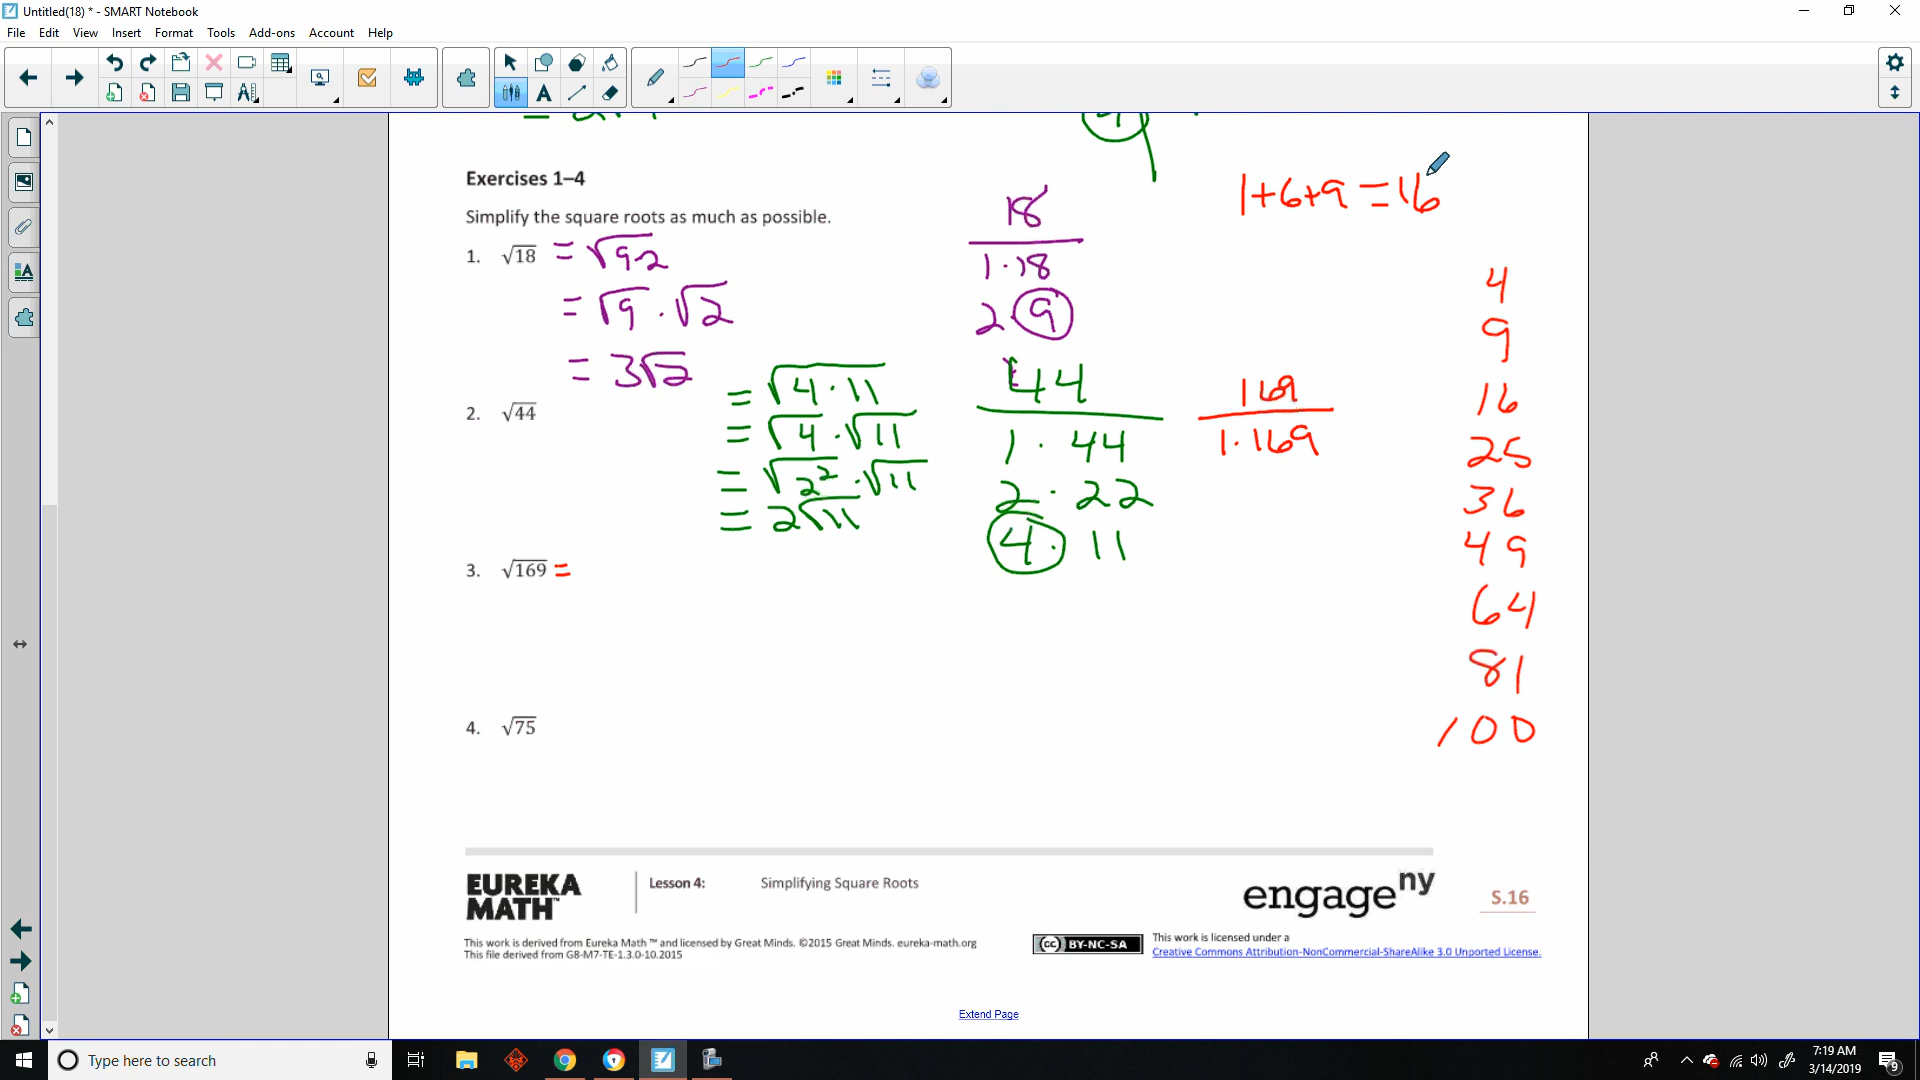 Untitled(18) * - SMART Notebook
File Edit View Insert Format Tools Add-ons Account Help
Exercises 1–4
Simplify the square roots as much as possible.
1. √18 = √9·2
= √9 · √2
= 3√2
18
1·18
2 9
1+6+9=16
2. √44
= √4·11
= √4 · √11
= √2² · √11
= 2√11
44
1 · 44
2 · 22
4 · 11
169
1·169
4
9
16
25
36
49
64
81
100
3. √169 =
4. √75
EUREKA
MATH™
Lesson 4: Simplifying Square Roots
engageny
S.16
This work is derived from Eureka Math ™ and licensed by Great Minds. ©2015 Great Minds. eureka-math.org
This file derived from G8-M7-TE-1.3.0-10.2015
cc BY-NC-SA
This work is licensed under a
Creative Commons Attribution-NonCommercial-ShareAlike 3.0 Unported License.
Extend Page
Type here to search
7:19 AM
3/14/2019
9